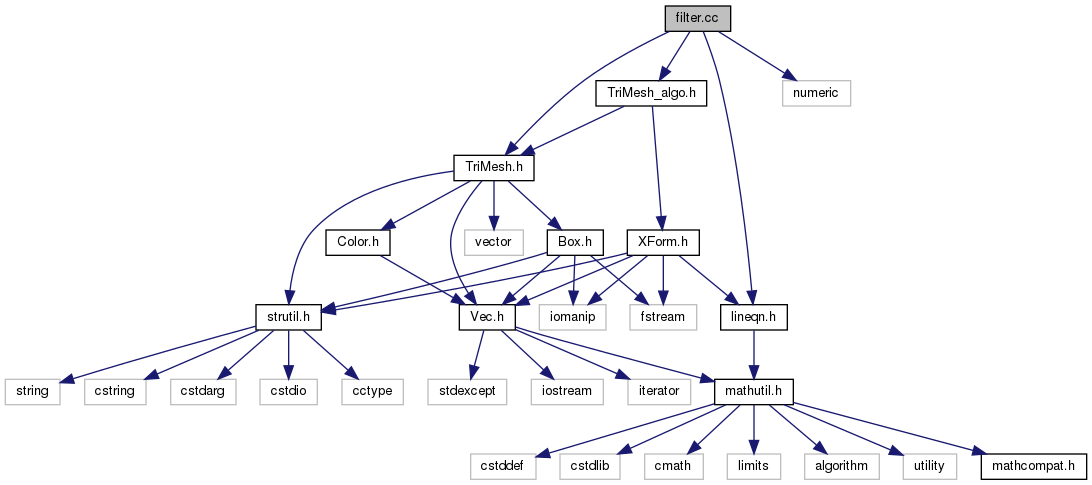 filter.cc
TriMesh_algo.h
numeric
TriMesh.h
Color.h
vector
Box.h
XForm.h
strutil.h
Vec.h
iomanip
fstream
lineqn.h
string
cstring
cstdarg
cstdio
cctype
stdexcept
iostream
iterator
mathutil.h
cstddef
cstdlib
cmath
limits
algorithm
utility
mathcompat.h